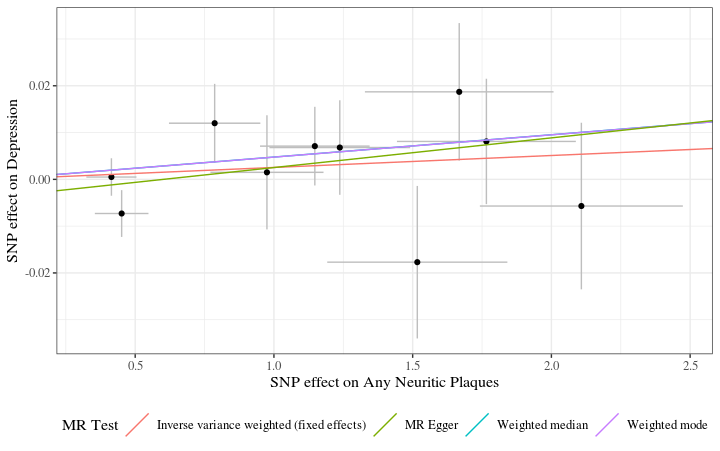 SNP effect on Depression
0.02
0.00
-0.02
0.5 1.0 1.5 2.0 2.5
SNP effect on Any Neuritic Plaques
MR Test Inverse variance weighted (fixed effects) MR Egger Weighted median Weighted mode